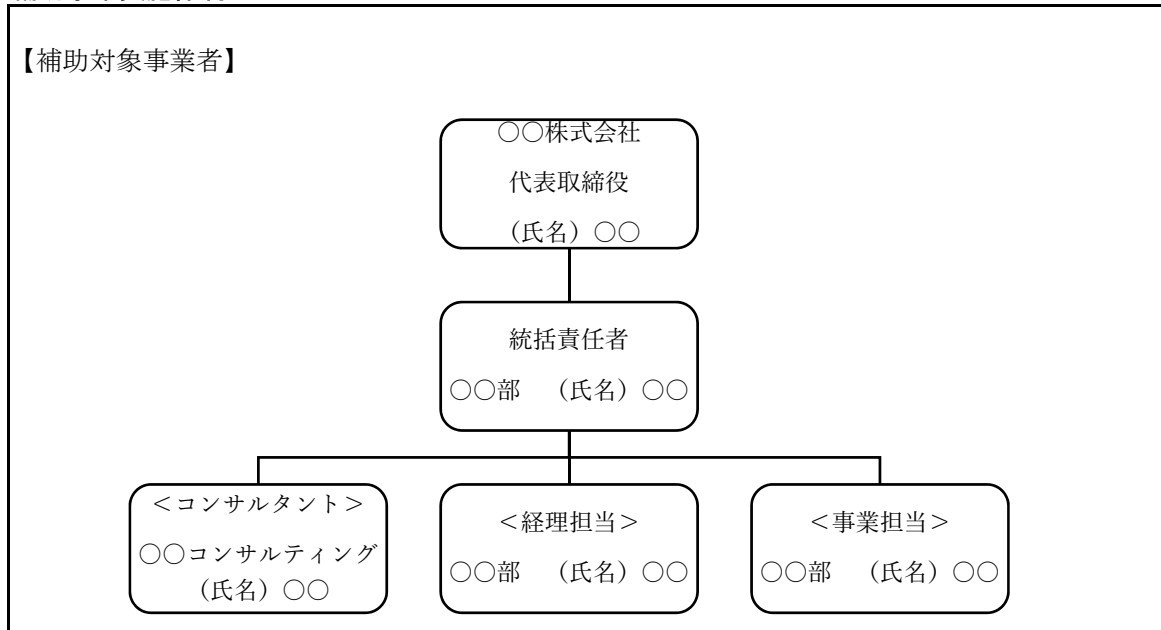 【補助対象事業者】
○○株式会社
代表取締役
（氏名）○○
統括責任者
○○部　（氏名）○○
＜コンサルタント＞
○○コンサルティング
（氏名）○○
＜経理担当＞
○○部　（氏名）○○
＜事業担当＞
○○部　（氏名）○○